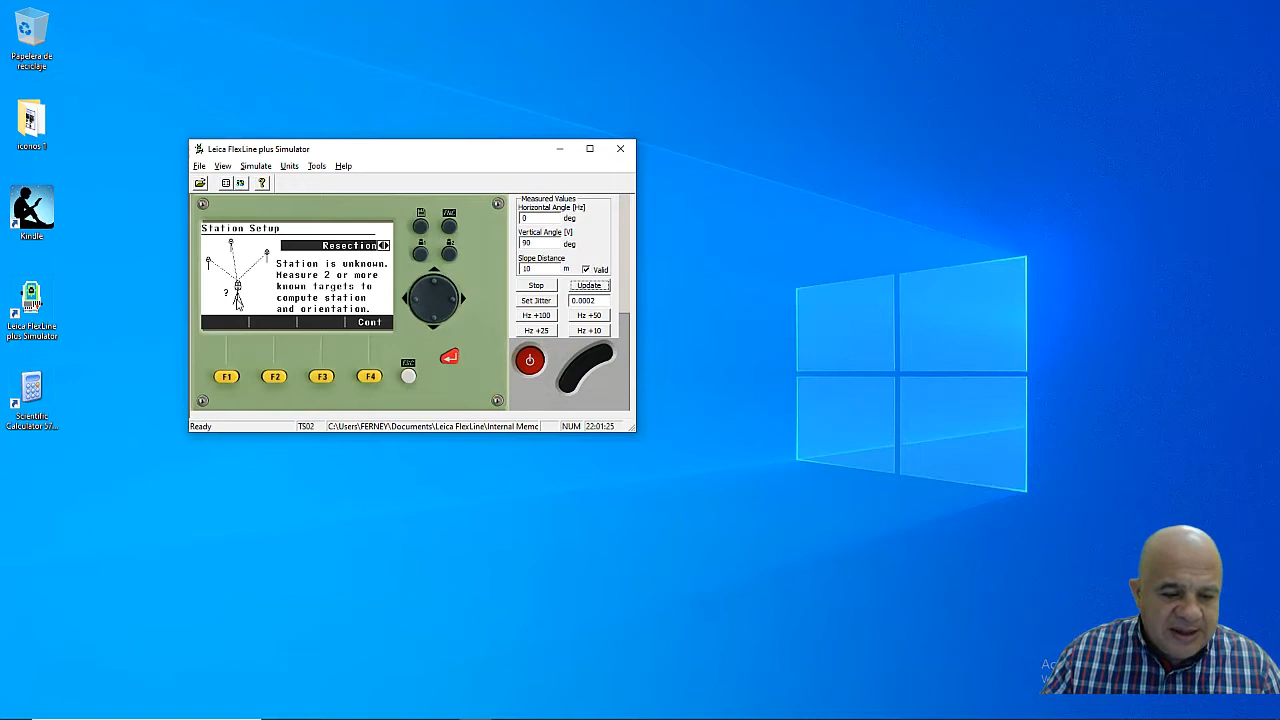 Papelera de
reciclaje
iconos 1
Kindle
Leica FlexLine
plus Simulator
Scientific
Calculator 57...
Leica FlexLine plus Simulator
File View Simulate Units Tools Help
Station Setup
Resection
Station is unknown.
Measure 2 or more
known targets to
compute station
and orientation.
?
Cont
F1 F2 F3 F4
ESC
Measured Values
Horizontal Angle [Hz]
0 deg
Vertical Angle [V]
90 deg
Slope Distance
10 m Valid
Stop Update
Set Jitter 0.0002
Hz +100 Hz +50
Hz +25 Hz +10
Ready TS02 C:\Users\FERNEY\Documents\Leica FlexLine\Internal Memc NUM 22:01:25